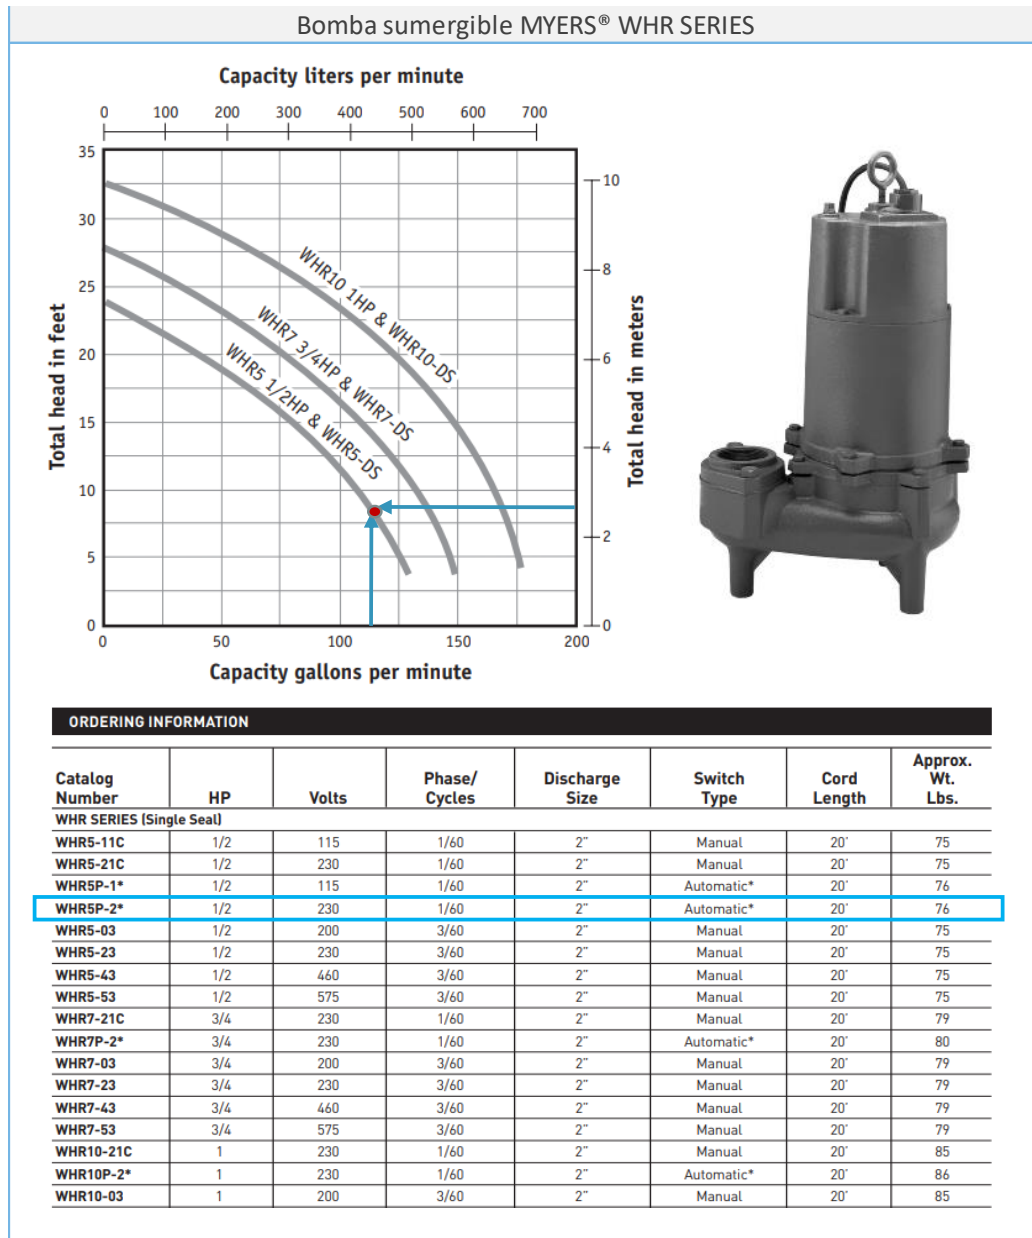 Bomba sumergible MYERS® WHR SERIES
Capacity liters per minute
0 100 200 300 400 500 600 700
35
30
25
20
15
10
5
0
Total head in feet
10
8
6
4
2
0
Total head in meters
WHR10 1HP & WHR10-DS
WHR7 3/4HP & WHR7-DS
WHR5 1/2HP & WHR5-DS
0 50 100 150 200
Capacity gallons per minute
ORDERING INFORMATION
Catalog Number HP Volts Phase/ Cycles Discharge Size Switch Type Cord Length Approx. Wt. Lbs.
WHR SERIES (Single Seal)
WHR5-11C 1/2 115 1/60 2" Manual 20' 75
WHR5-21C 1/2 230 1/60 2" Manual 20' 75
WHR5P-1* 1/2 115 1/60 2" Automatic* 20' 76
WHR5P-2* 1/2 230 1/60 2" Automatic* 20' 76
WHR5-03 1/2 200 3/60 2" Manual 20' 75
WHR5-23 1/2 230 3/60 2" Manual 20' 75
WHR5-43 1/2 460 3/60 2" Manual 20' 75
WHR5-53 1/2 575 3/60 2" Manual 20' 75
WHR7-21C 3/4 230 1/60 2" Manual 20' 79
WHR7P-2* 3/4 230 1/60 2" Automatic* 20' 80
WHR7-03 3/4 200 3/60 2" Manual 20' 79
WHR7-23 3/4 230 3/60 2" Manual 20' 79
WHR7-43 3/4 460 3/60 2" Manual 20' 79
WHR7-53 3/4 575 3/60 2" Manual 20' 79
WHR10-21C 1 230 1/60 2" Manual 20' 85
WHR10P-2* 1 230 1/60 2" Automatic* 20' 86
WHR10-03 1 200 3/60 2" Manual 20' 85